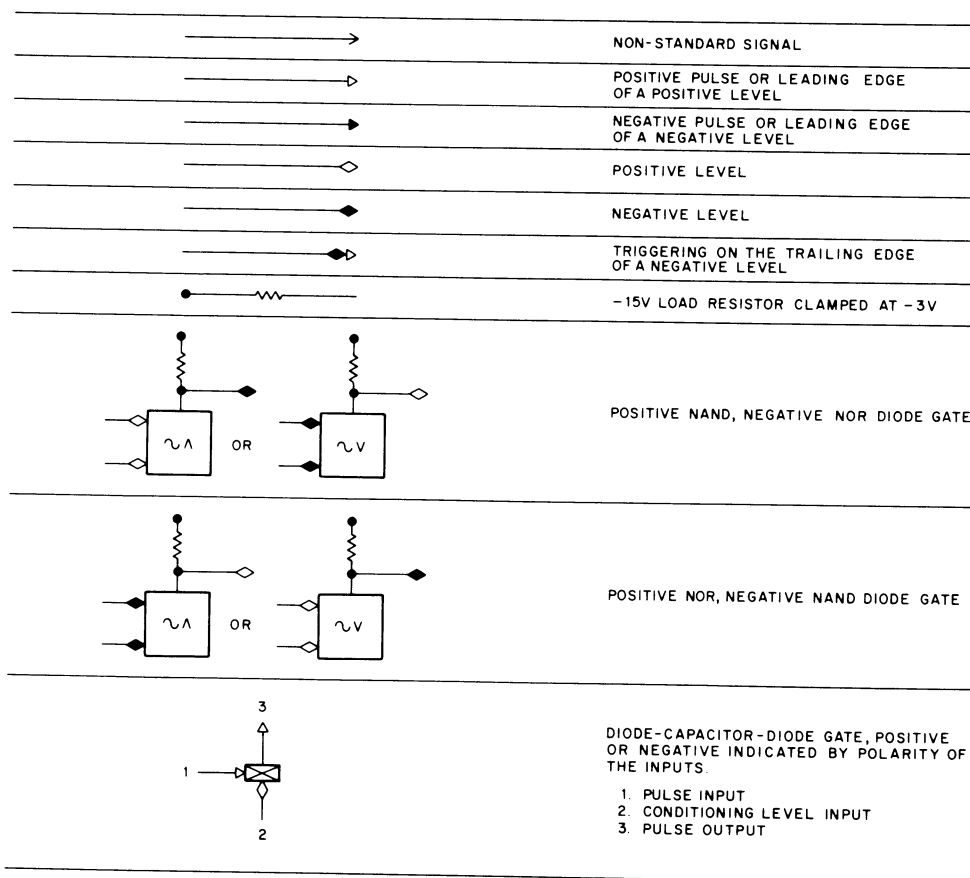 NON-STANDARD SIGNAL
POSITIVE PULSE OR LEADING EDGE
OF A POSITIVE LEVEL
NEGATIVE PULSE OR LEADING EDGE
OF A NEGATIVE LEVEL
POSITIVE LEVEL
NEGATIVE LEVEL
TRIGGERING ON THE TRAILING EDGE
OF A NEGATIVE LEVEL
-15V LOAD RESISTOR CLAMPED AT -3V
∿∧ OR ∿V
POSITIVE NAND, NEGATIVE NOR DIODE GATE
∿∧ OR ∿V
POSITIVE NOR, NEGATIVE NAND DIODE GATE
3
1
2
DIODE-CAPACITOR-DIODE GATE, POSITIVE
OR NEGATIVE INDICATED BY POLARITY OF
THE INPUTS.
1. PULSE INPUT
2. CONDITIONING LEVEL INPUT
3. PULSE OUTPUT